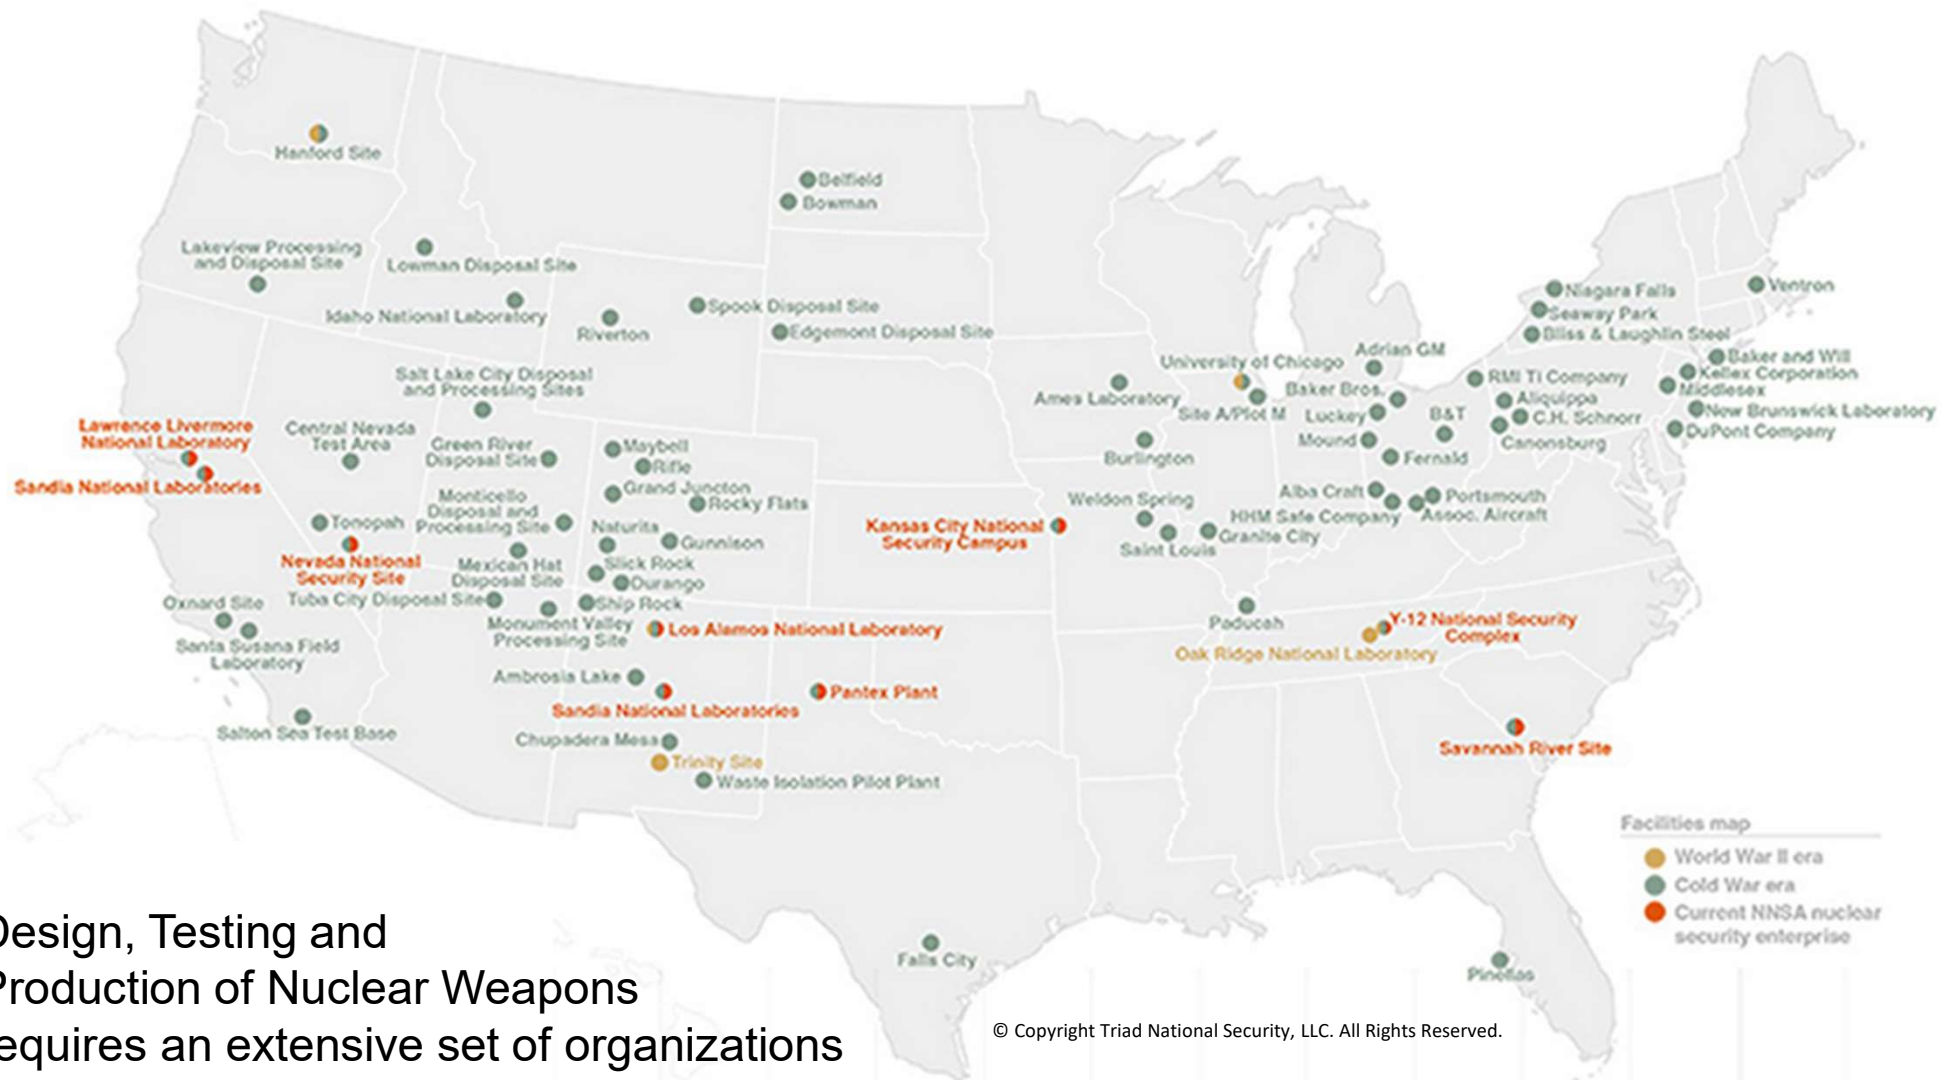 Hanford Site
Belfield
Bowman
Lakeview Processing
and Disposal Site
Lowman Disposal Site
Idaho National Laboratory
Riverton
Spook Disposal Site
Edgemont Disposal Site
Niagara Falls
Seaway Park
Bliss & Laughlin Steel
Ventron
Adrian GM
University of Chicago
Baker Bros.
Ames Laboratory
Site A/Plot M
Luckey
B&T
RMI Ti Company
Aliquippa
C.H. Schnorr
Canonsburg
Baker and Will
Kellex Corporation
Middlesex
New Brunswick Laboratory
DuPont Company
Salt Lake City Disposal
and Processing Sites
Lawrence Livermore
National Laboratory
Sandia National Laboratories
Central Nevada
Test Area
Green River
Disposal Site
Maybell
Rifle
Grand Junction
Rocky Flats
Burlington
Mound
Fernald
Monticello
Disposal and
Processing Site
Tonopah
Nevada National
Security Site
Naturita
Gunnison
Kansas City National
Security Campus
Weldon Spring
Saint Louis
Granite City
Alba Craft
HHM Safe Company
Portsmouth
Assoc. Aircraft
Mexican Hat
Disposal Site
Slick Rock
Durango
Tuba City Disposal Site
Ship Rock
Oxnard Site
Santa Susana Field
Laboratory
Monument Valley
Processing Site
Los Alamos National Laboratory
Paducah
Y-12 National Security
Complex
Oak Ridge National Laboratory
Ambrosia Lake
Sandia National Laboratories
Pantex Plant
Salton Sea Test Base
Chupadera Mesa
Trinity Site
Waste Isolation Pilot Plant
Savannah River Site
Falls City
Pinellas
Facilities map
World War II era
Cold War era
Current NNSA nuclear
security enterprise
Design, Testing and
Production of Nuclear Weapons
equires an extensive set of organizations
© Copyright Triad National Security, LLC. All Rights Reserved.